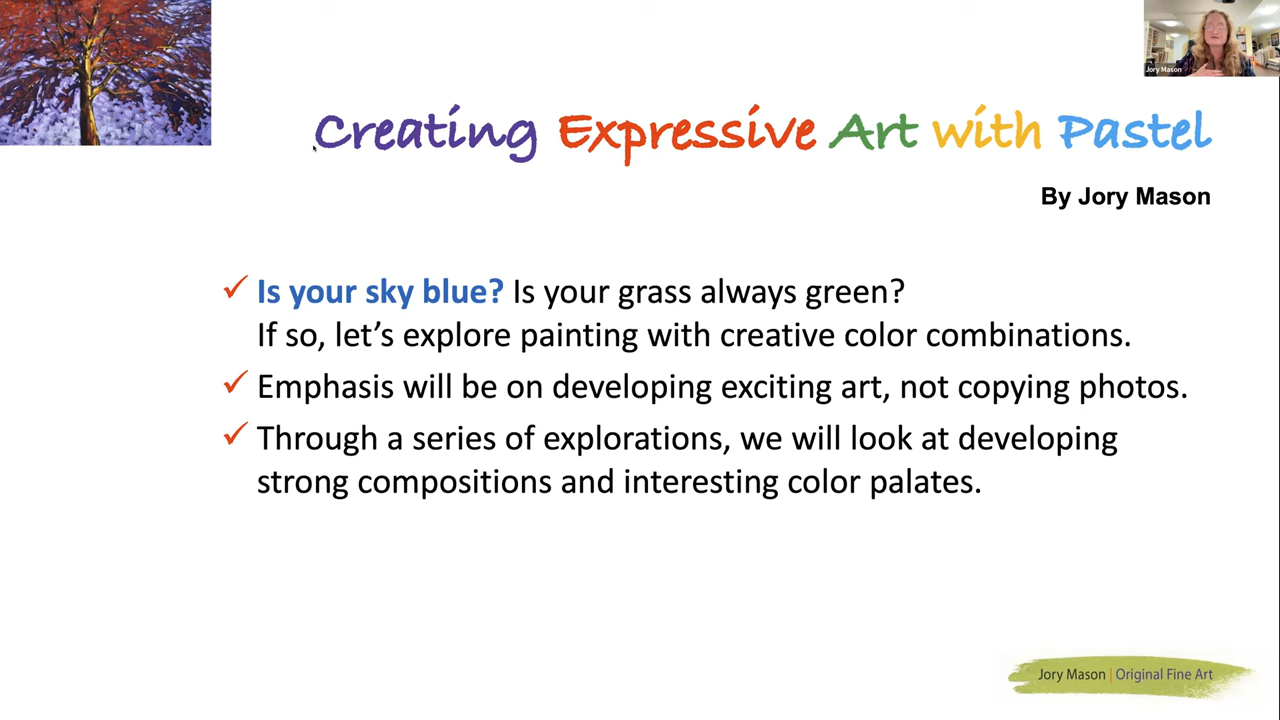 Jory Mason
Creating Expressive Art with Pastel
By Jory Mason
✓ Is your sky blue? Is your grass always green?
If so, let’s explore painting with creative color combinations.
✓ Emphasis will be on developing exciting art, not copying photos.
✓ Through a series of explorations, we will look at developing
strong compositions and interesting color palates.
Jory Mason | Original Fine Art